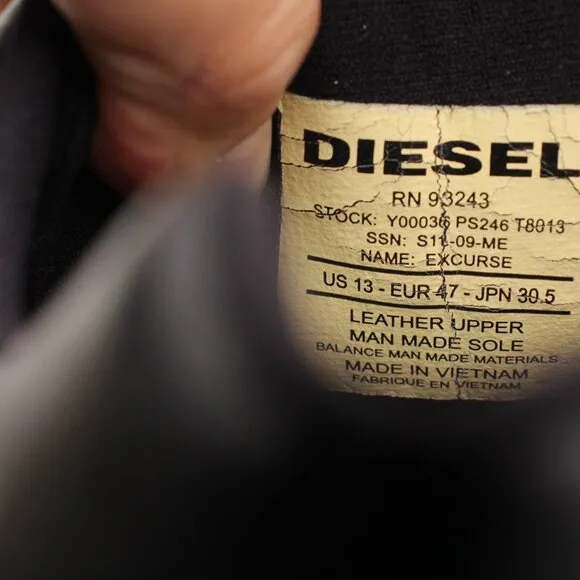 DIESEL
RN 93243
STOCK: Y00036 PS246 T8013
SSN: S11-09-ME
NAME: EXCURSE
US 13 - EUR 47 - JPN 30.5
LEATHER UPPER
MAN MADE SOLE
BALANCE MAN MADE MATERIALS
MADE IN VIETNAM
FABRIQUE EN VIETNAM